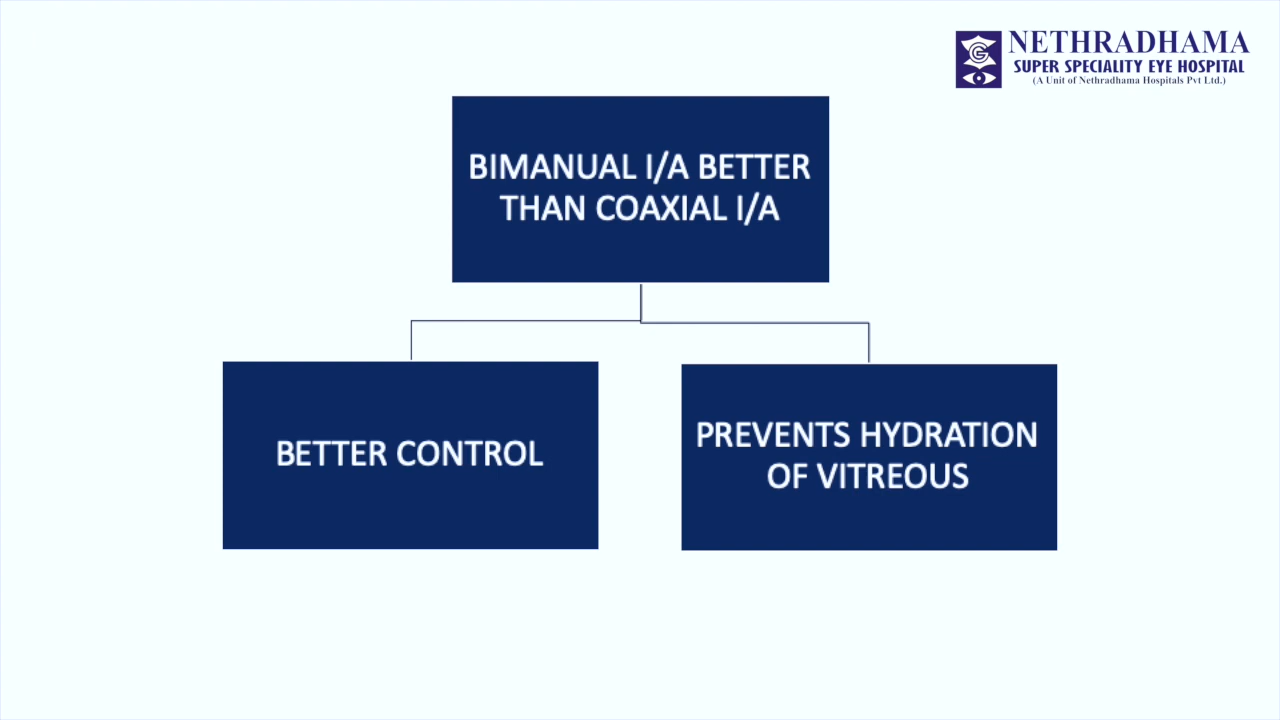 NETHRADHAMA
SUPER SPECIALITY EYE HOSPITAL
(A Unit of Nethradhama Hospitals Pvt Ltd.)
BIMANUAL I/A BETTER
THAN COAXIAL I/A
BETTER CONTROL
PREVENTS HYDRATION
OF VITREOUS